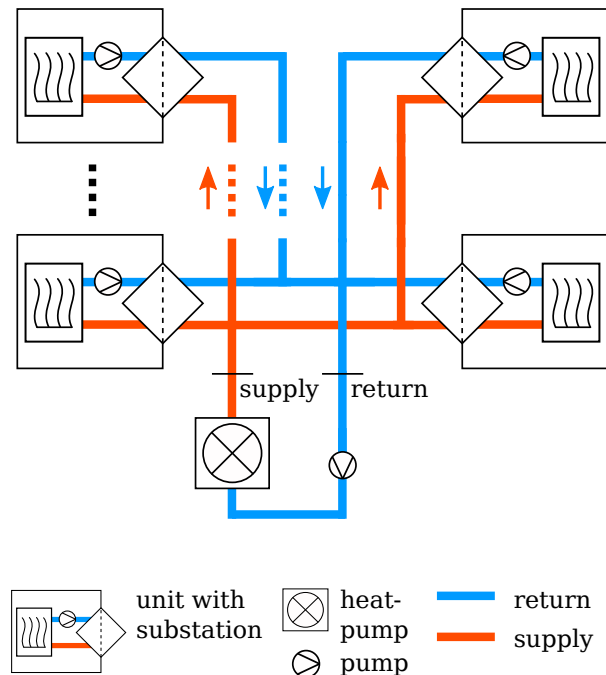 supply
return
unit with
substation
heat-
pump
pump
return
supply